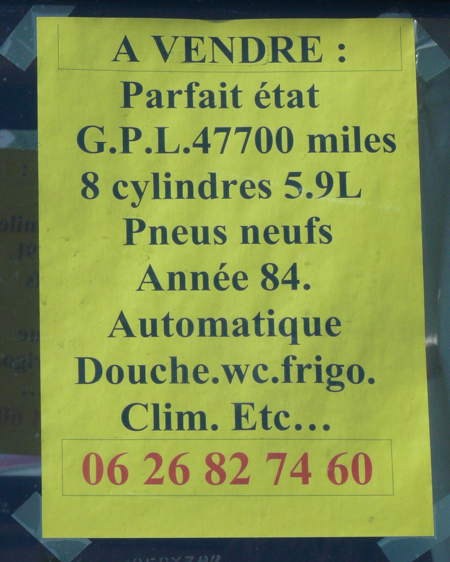 A VENDRE :
Parfait état
G.P.L.47700 miles
8 cylindres 5.9L
Pneus neufs
Année 84.
Automatique
Douche.wc.frigo.
Clim. Etc...
06 26 82 74 60